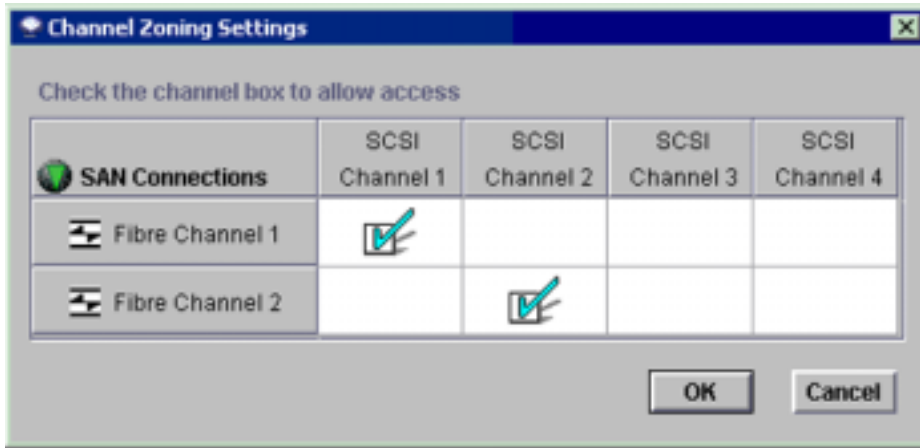 Channel Zoning Settings
Check the channel box to allow access
SAN Connections
SCSI Channel 1
SCSI Channel 2
SCSI Channel 3
SCSI Channel 4
Fibre Channel 1
Fibre Channel 2
OK
Cancel